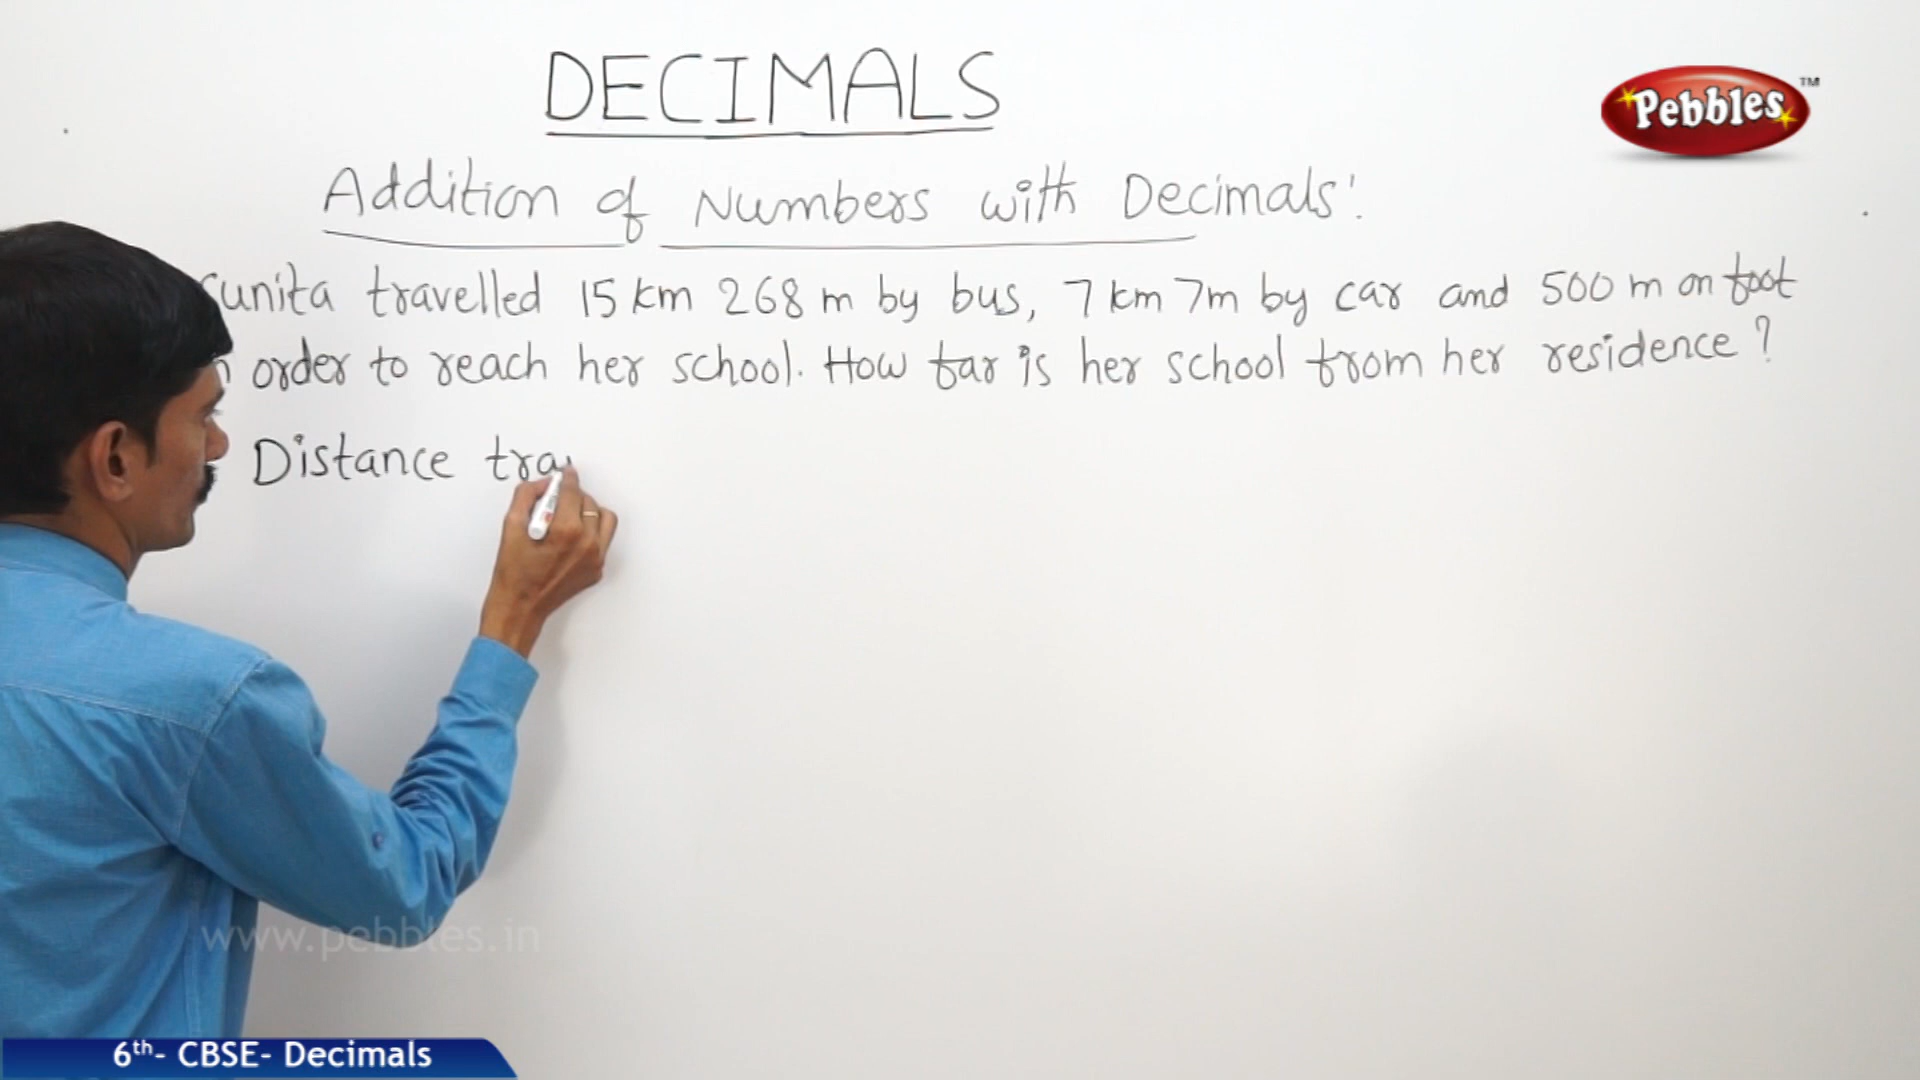 DECIMALS
Pebbles™
Addition of Numbers with Decimals:
unita travelled 15 km 268 m by bus, 7 km 7m by car and 500 m on foot
order to reach her school. How far is her school from her residence?
Distance tra
www.pebbles.in
6th- CBSE- Decimals